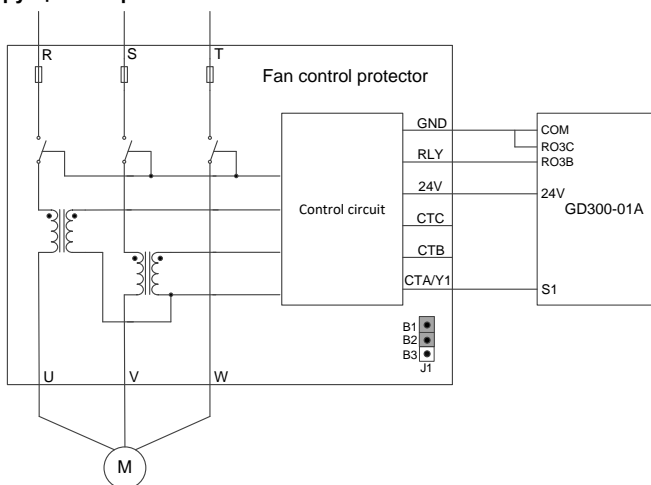 R S T
Fan control protector
GND
COM
RO3C
RLY
RO3B
24V
24V
GD300-01A
Control circuit
CTC
CTB
CTA/Y1
S1
B1
B2
B3
J1
U V W
M